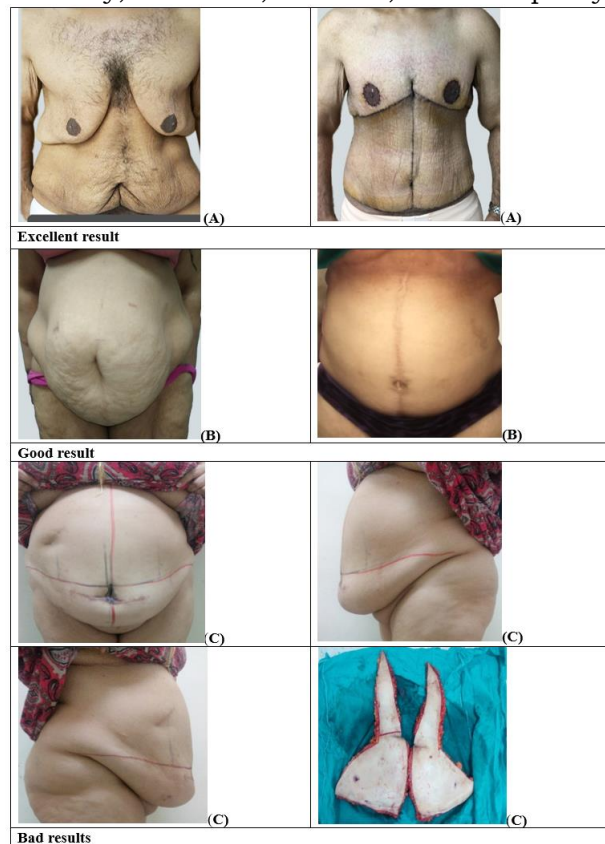 (A) (A)
Excellent result
(B) (B)
Good result
(C) (C)
(C) (C)
Bad results